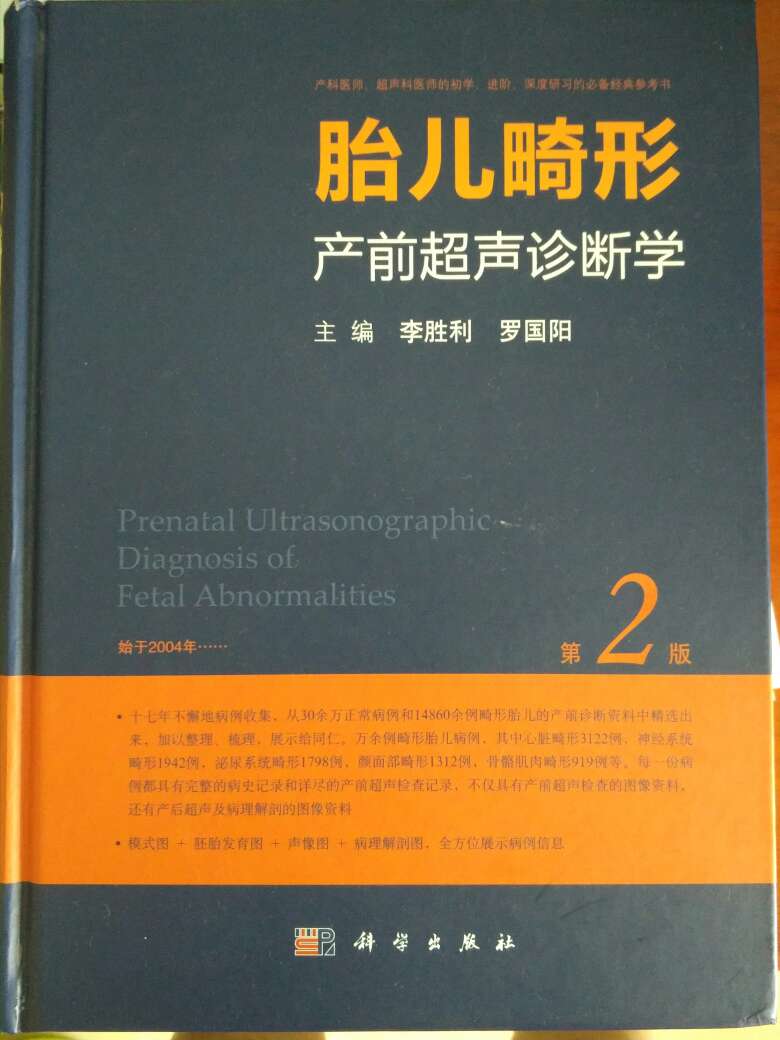 产科医师、超声科医师的初学、进阶、深度研习的必备经典参考书
胎儿畸形
产前超声诊断学
主 编 李胜利 罗国阳
Prenatal Ultrasonographic
Diagnosis of
Fetal Abnormalities
始于2004年……
第 2 版
• 十七年不懈地病例收集，从30余万正常病例和14860余例畸形胎儿的产前诊断资料中精选出
来，加以整理、梳理，展示给同仁。万余例畸形胎儿病例，其中心脏畸形3122例，神经系统
畸形1942例，泌尿系统畸形1798例，颜面部畸形1312例，骨骼肌肉畸形919例等。每一份病
例都具有完整的病史记录和详尽的产前超声检查记录，不仅具有产前超声检查的图像资料，
还有产后超声及病理解剖的图像资料
• 模式图 + 胚胎发育图 + 声像图 + 病理解剖图，全方位展示病例信息
科学出版社